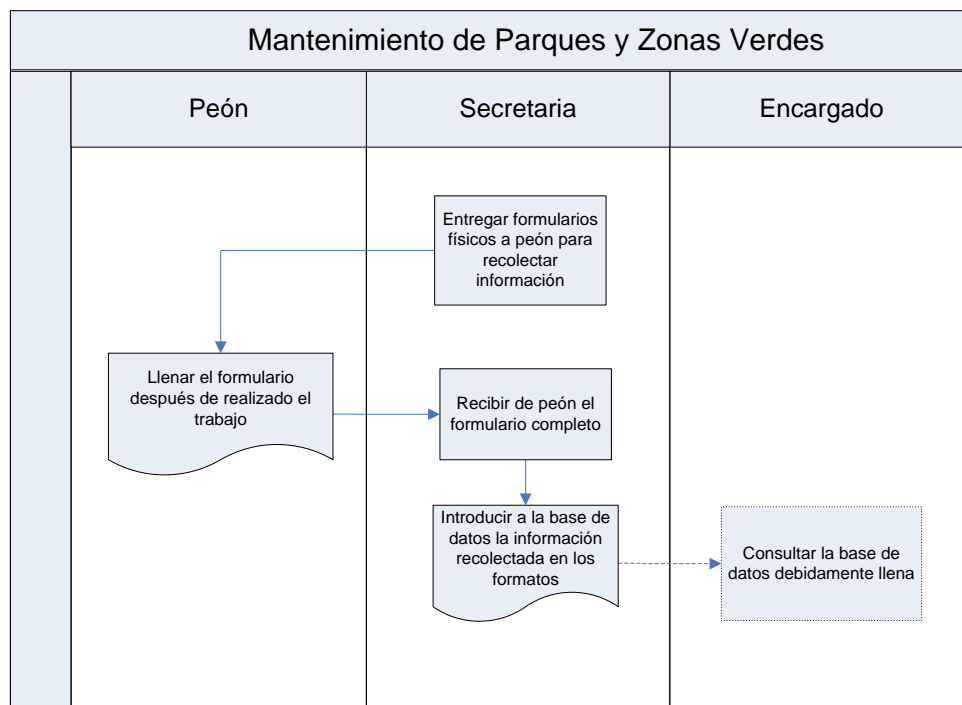 Mantenimiento de Parques y Zonas Verdes
Peón
Secretaria
Encargado
Entregar formularios
físicos a peón para
recolectar
información
Llenar el formulario
después de realizado el
trabajo
Recibir de peón el
formulario completo
Introducir a la base de
datos la información
recolectada en los
formatos
Consultar la base de
datos debidamente llena